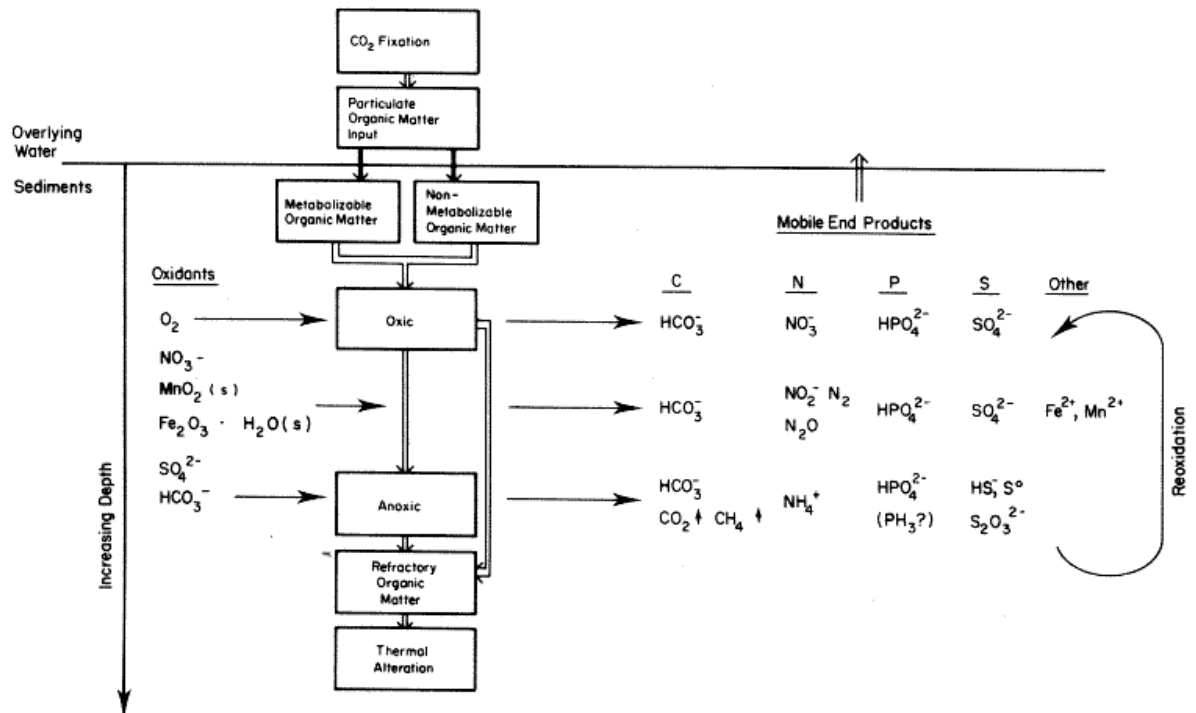 CO₂ Fixation
Particulate
Organic Matter
Input
Overlying
Water
Sediments
Metabolizable
Organic Matter
Non-
Metabolizable
Organic Matter
Mobile End Products
Oxidants
C N P S Other
O₂
Oxic
HCO₃⁻ NO₃⁻ HPO₄²⁻ SO₄²⁻
NO₃⁻
MnO₂ (s)
Fe₂O₃ · H₂O(s)
HCO₃⁻ NO₂⁻ N₂ HPO₄²⁻ SO₄²⁻ Fe²⁺, Mn²⁺
N₂O
SO₄²⁻
HCO₃⁻
Anoxic
HCO₃⁻ NH₄⁺ HPO₄²⁻ HS⁻, S°
CO₂↑ CH₄↑ (PH₃?) S₂O₃²⁻
Reoxidation
Increasing Depth
Refractory
Organic
Matter
Thermal
Alteration